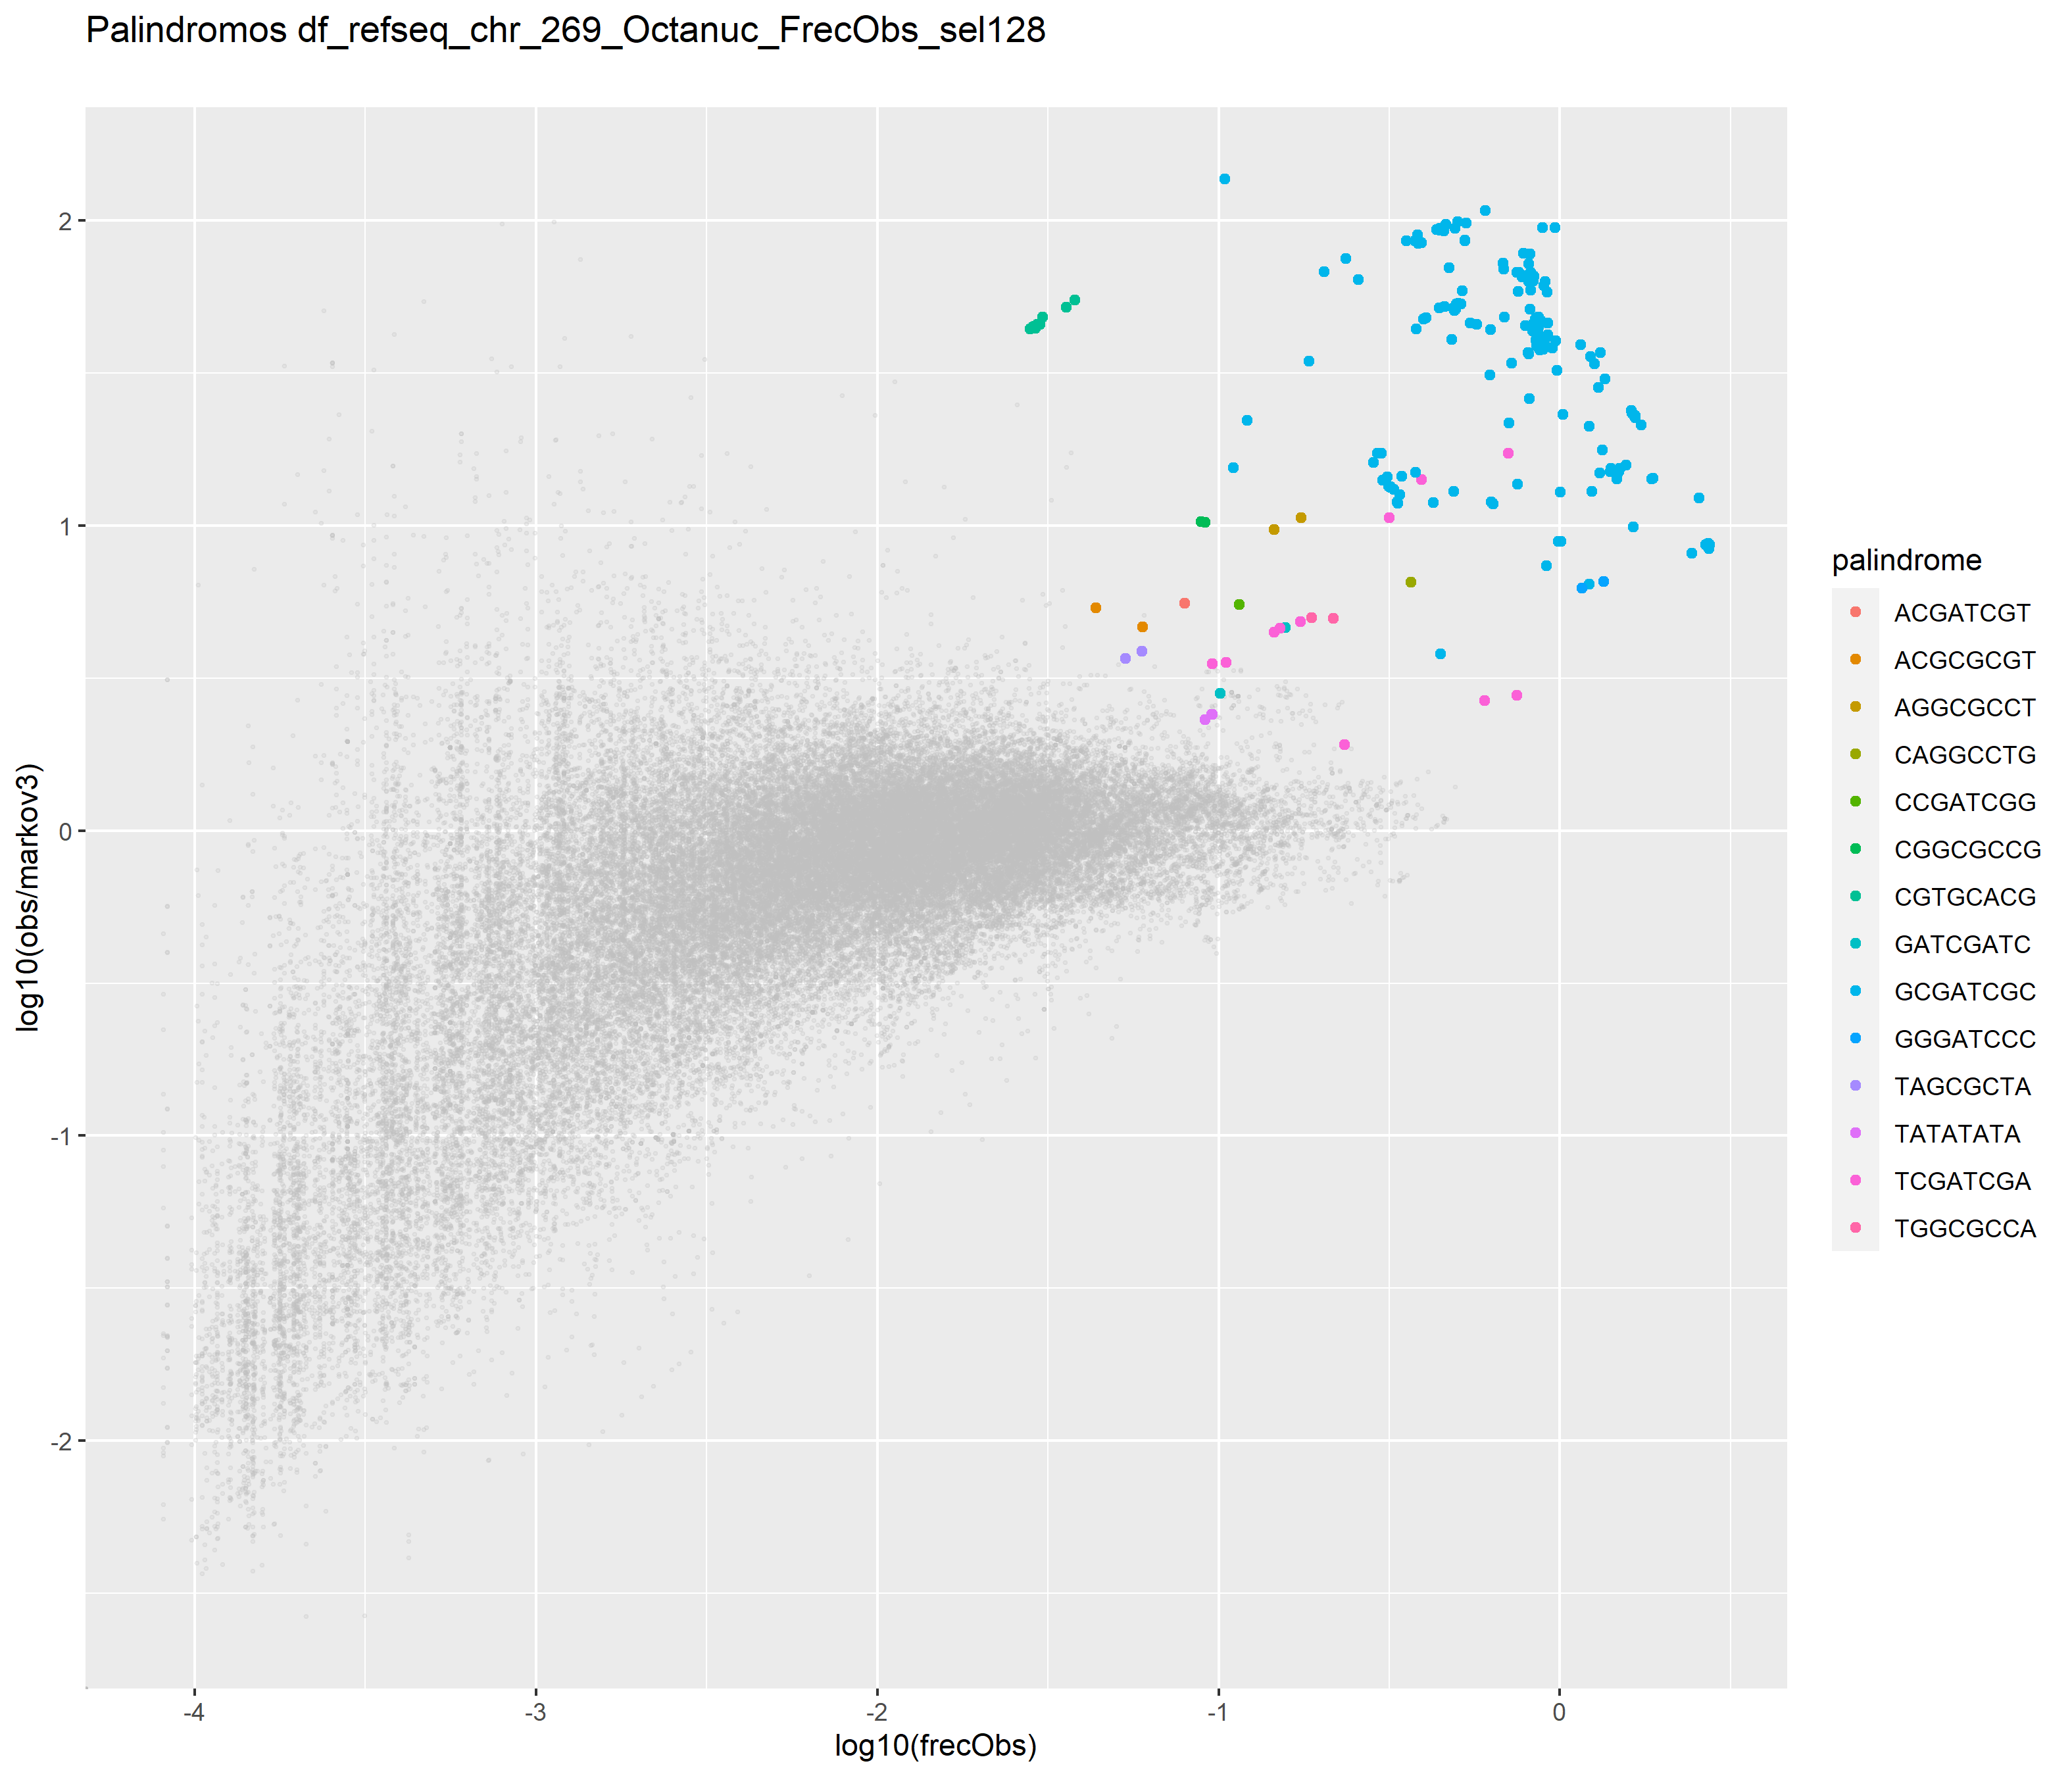 Palindromos df_refseq_chr_269_Octanuc_FrecObs_sel128
log10(obs/markov3)
2
1
0
-1
-2
-4
-3
-2
-1
0
log10(frecObs)
palindrome
ACGATCGT
ACGCGCGT
AGGCGCCT
CAGGCCTG
CCGATCGG
CGGCGCCG
CGTGCACG
GATCGATC
GCGATCGC
GGGATCCC
TAGCGCTA
TATATATA
TCGATCGA
TGGCGCCA